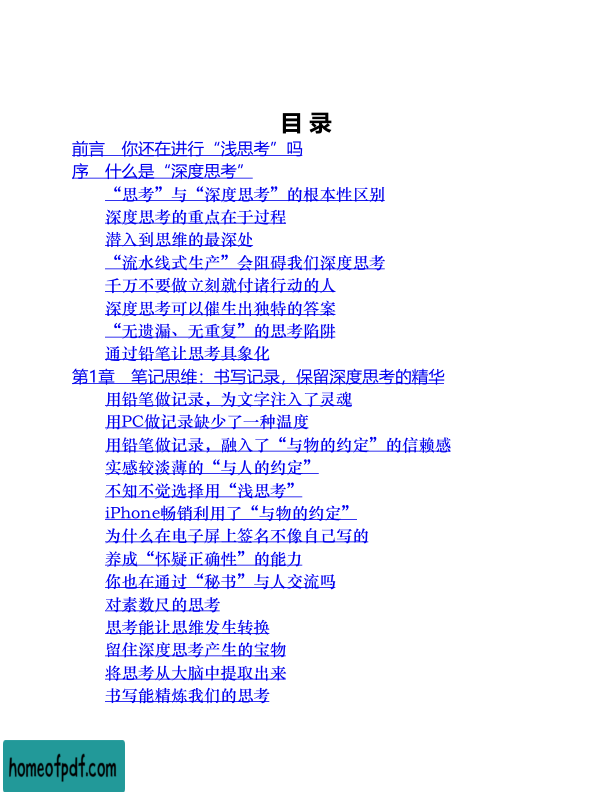 目 录
前言　你还在进行“浅思考”吗
序　什么是“深度思考”
“思考”与“深度思考”的根本性区别
深度思考的重点在于过程
潜入到思维的最深处
“流水线式生产”会阻碍我们深度思考
千万不要做立刻就付诸行动的人
深度思考可以催生出独特的答案
“无遗漏、无重复”的思考陷阱
通过铅笔让思考具象化
第1章　笔记思维：书写记录，保留深度思考的精华
用铅笔做记录，为文字注入了灵魂
用PC做记录缺少了一种温度
用铅笔做记录，融入了“与物的约定”的信赖感
实感较淡薄的“与人的约定”
不知不觉选择用“浅思考”
iPhone畅销利用了“与物的约定”
为什么在电子屏上签名不像自己写的
养成“怀疑正确性”的能力
你也在通过“秘书”与人交流吗
对素数尺的思考
思考能让思维发生转换
留住深度思考产生的宝物
将思考从大脑中提取出来
书写能精炼我们的思考
homeofpdf.com